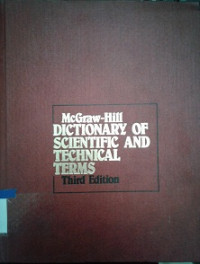 McGraw-Hill
DICTIONARY OF
SCIENTIFIC AND
TECHNICAL
TERMS
Third Edition